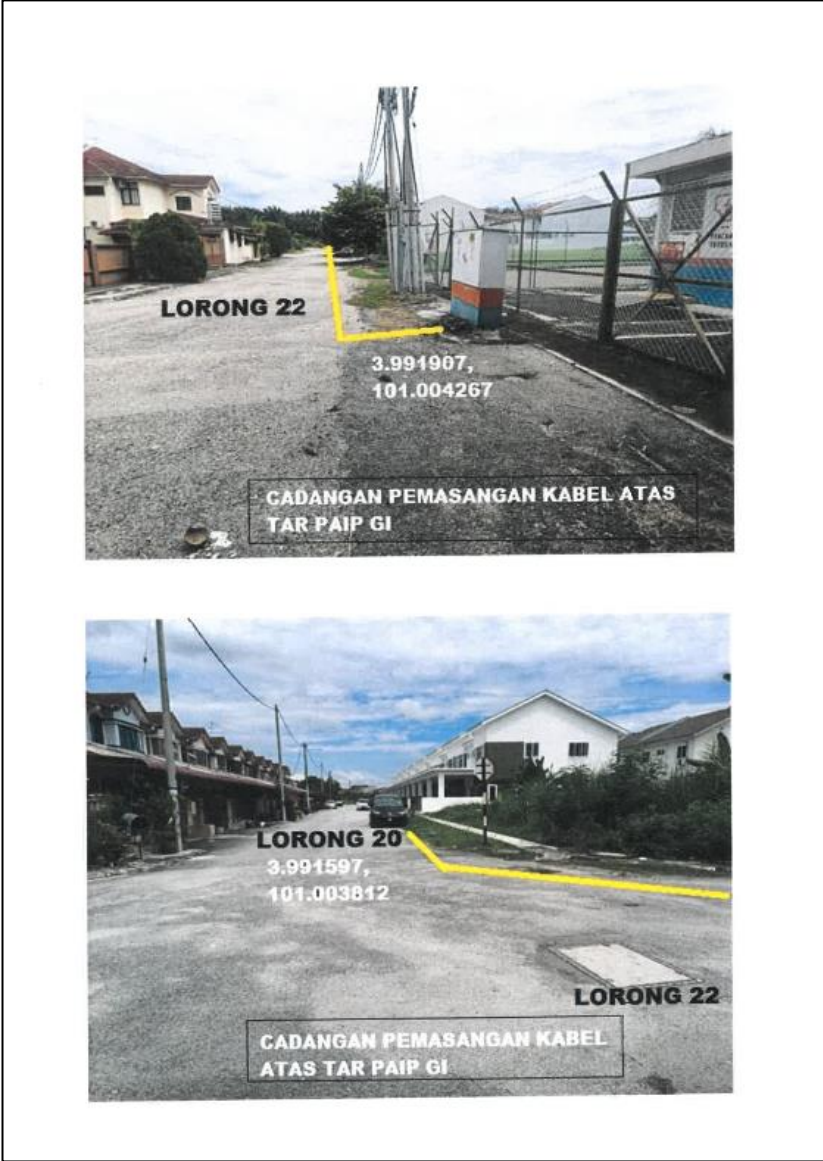 LORONG 22
3.991907,
101.004267
CADANGAN PEMASANGAN KABEL ATAS
TAR PAIP GI
LORONG 20
3.991597,
101.003812
LORONG 22
CADANGAN PEMASANGAN KABEL
ATAS TAR PAIP GI